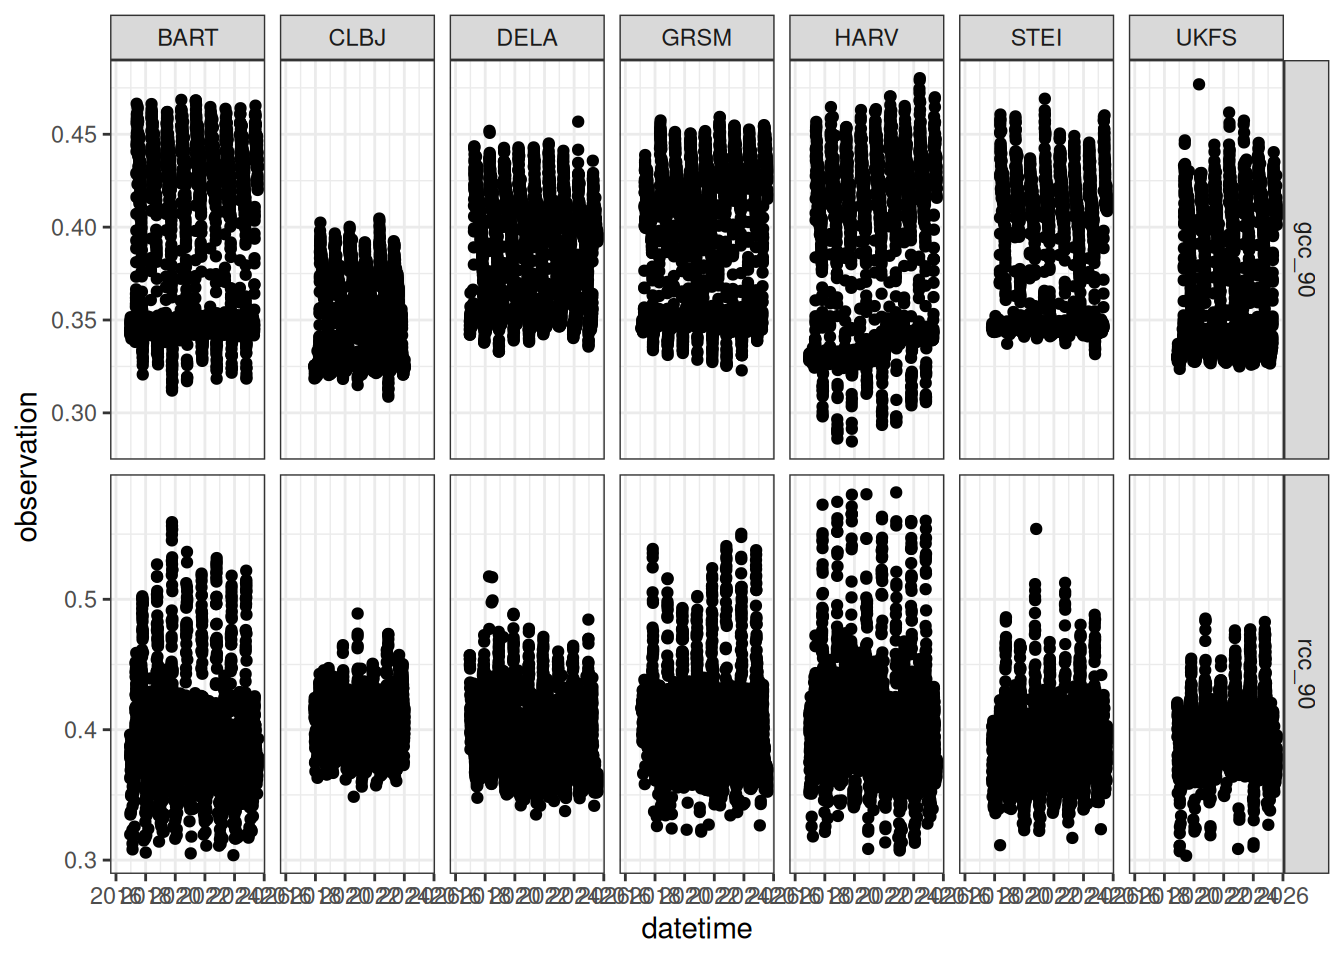 BART CLBJ DELA GRSM HARV STEI UKFS
0.45
0.40
0.35
0.30
gcc_90
observation
0.5
0.4
0.3
rcc_90
datetime